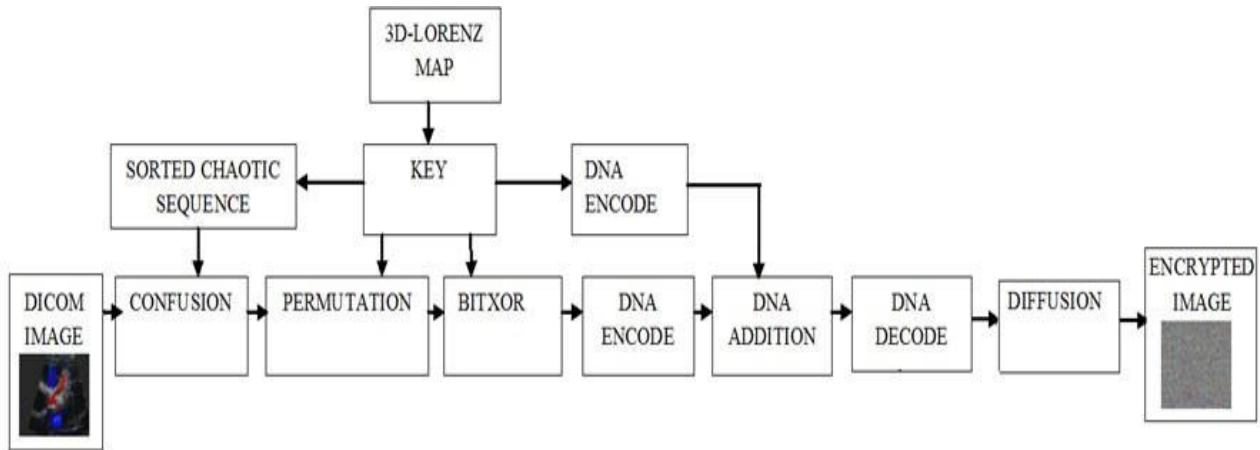 3D-LORENZ
MAP
SORTED CHAOTIC
SEQUENCE
KEY
DNA
ENCODE
DICOM
IMAGE
CONFUSION
PERMUTATION
BITXOR
DNA
ENCODE
DNA
ADDITION
DNA
DECODE
DIFFUSION
ENCRYPTED
IMAGE